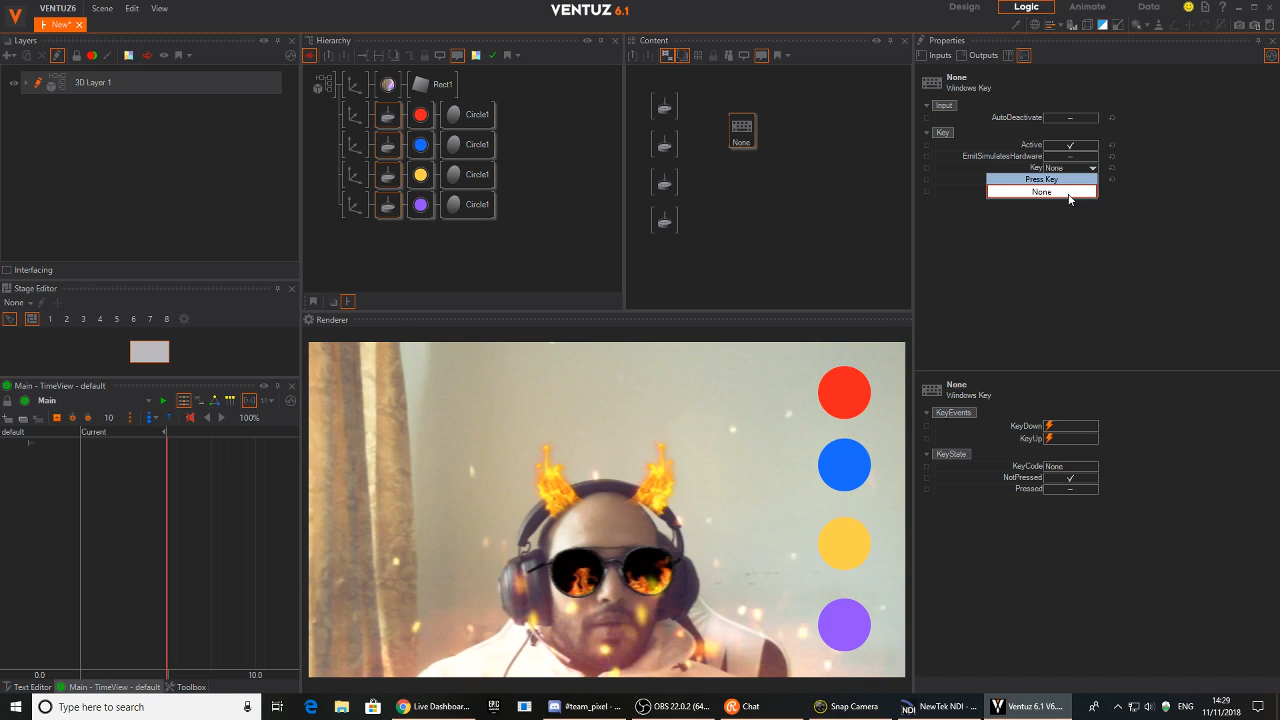 VENTUZ6 Scene Edit View
VENTUZ 6.1
Design Logic Animate Data
New*
Layers
Hierarchy
Content
Properties
3D Layer 1
Rect1
Circle1
Circle1
Circle1
Circle1
None
Inputs Outputs
None
Windows Key
Input
AutoDeactivate
Key
Active
EmitSimulatesHardware
Key None
Press Key
None
Interfacing
Stage Editor
None
1 2 3 4 5 6 7 8
Renderer
Main - TimeView - default
Main
10
100%
default Current
0.0 10.0
None
Windows Key
KeyEvents
KeyDown
KeyUp
KeyState
KeyCode None
NotPressed
Pressed
Text Editor Main - TimeView - default Toolbox
Type here to search
Live Dashboar...
EPIC
#team_pixel - ...
OBS 22.0.2 (64...
Chat
Snap Camera
NDI
NewTek NDI - ...
Ventuz 6.1 V6....
ENG
14:29
11/11/2018